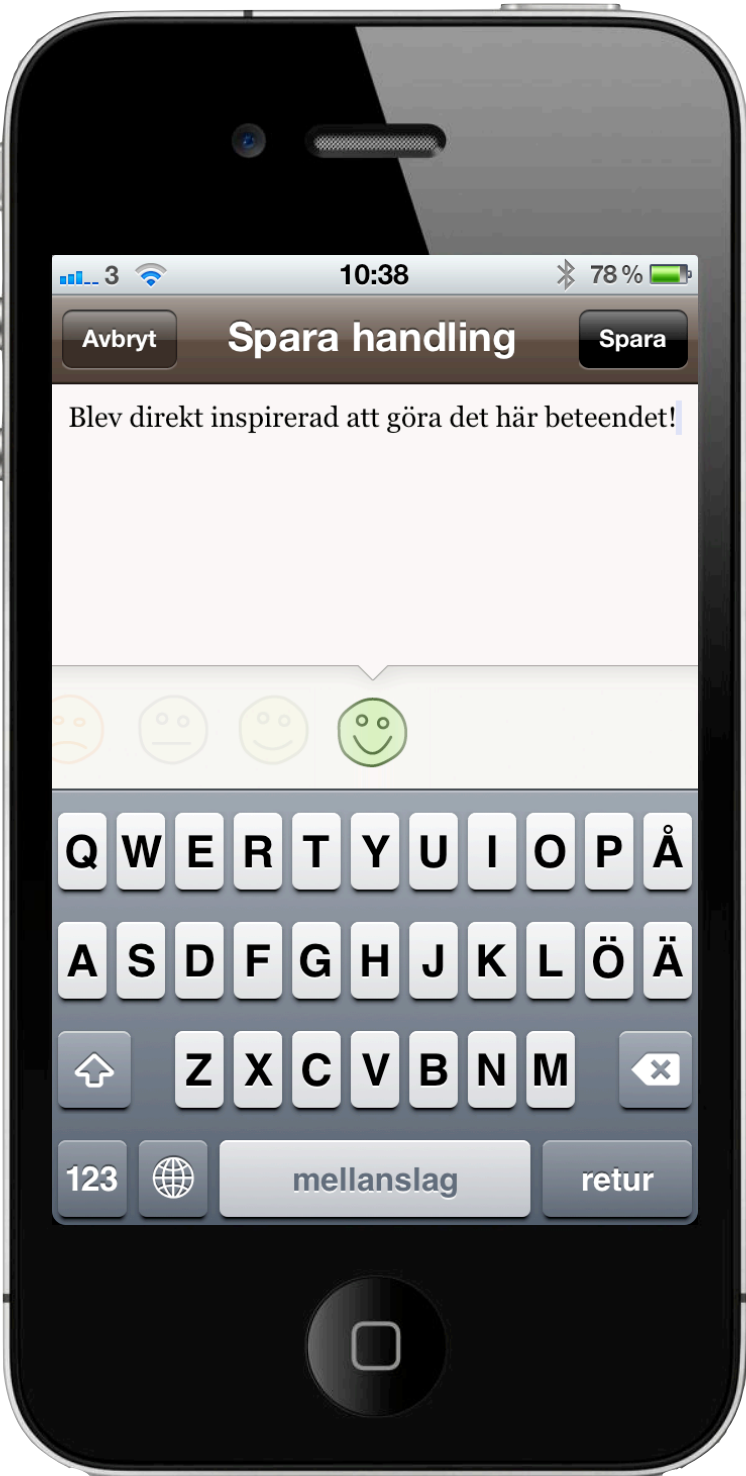 3 10:38 78 %
Avbryt Spara handling Spara
Blev direkt inspirerad att göra det här beteendet!
Q W E R T Y U I O P Å
A S D F G H J K L Ö Ä
Z X C V B N M
123 mellanslag retur